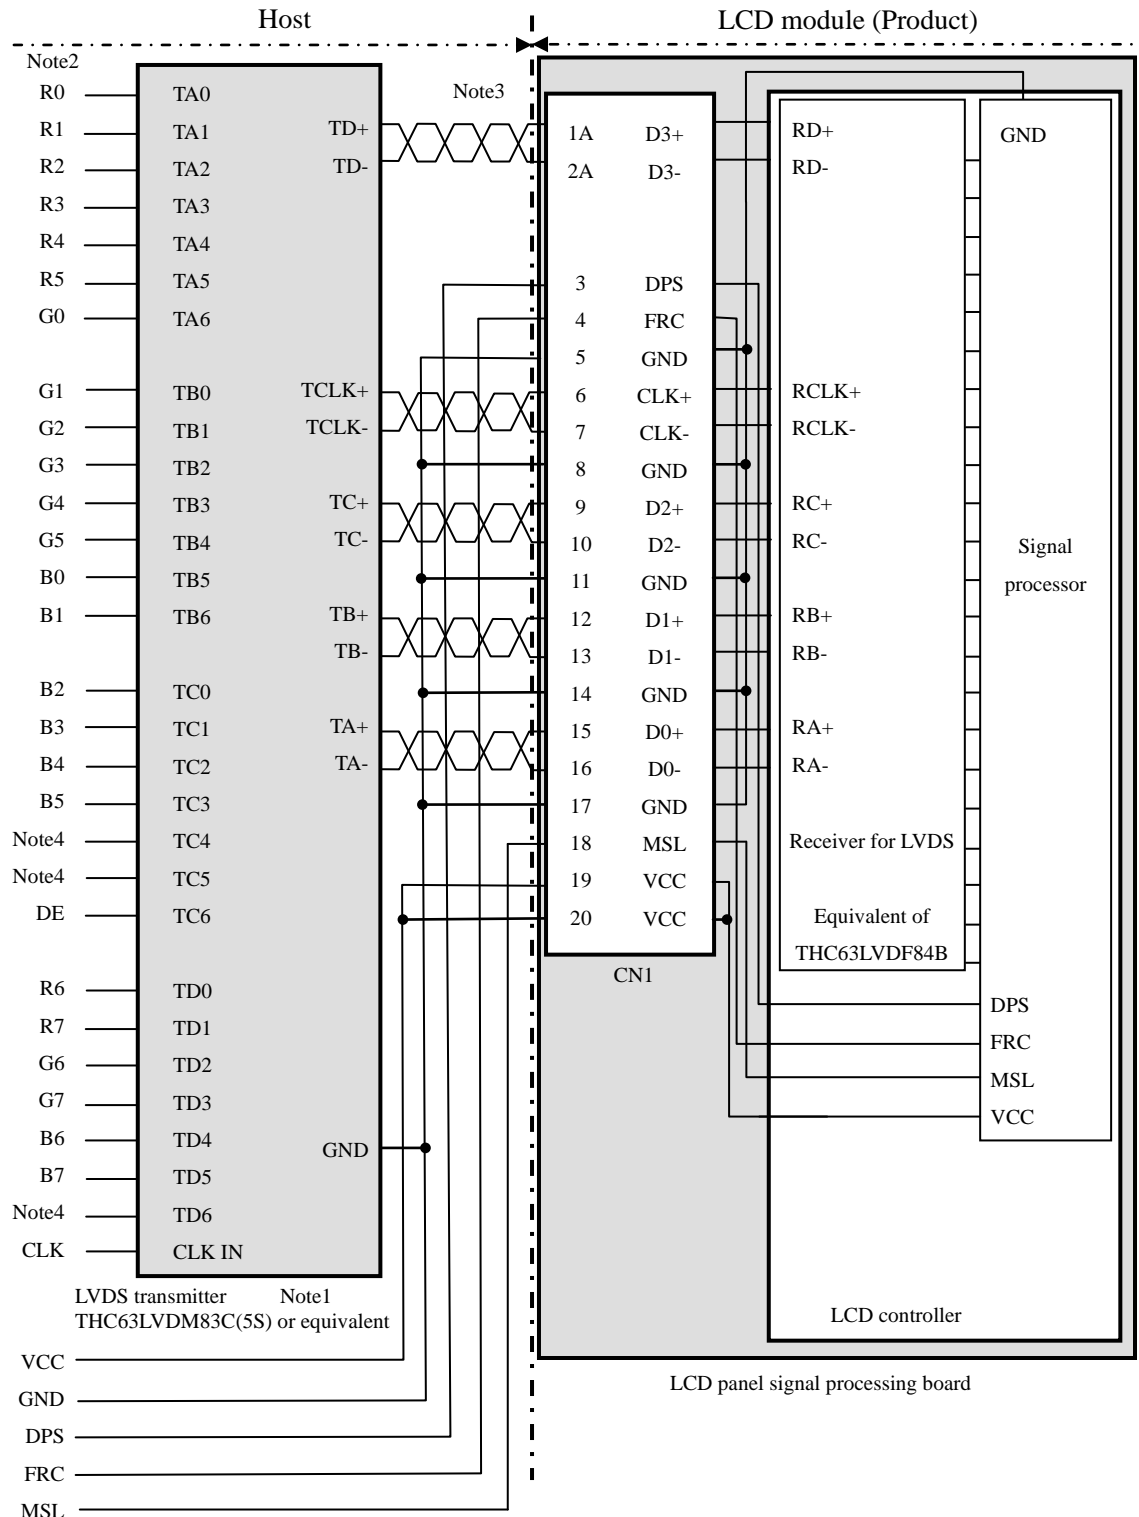 Host
LCD module (Product)
Note2
R0 TA0
R1 TA1 TD+
R2 TA2 TD-
R3 TA3
R4 TA4
R5 TA5
G0 TA6
G1 TB0 TCLK+
G2 TB1 TCLK-
G3 TB2
G4 TB3 TC+
G5 TB4 TC-
B0 TB5
B1 TB6 TB+
TB-
B2 TC0
B3 TC1 TA+
B4 TC2 TA-
B5 TC3
Note4 TC4
Note4 TC5
DE TC6
R6 TD0
R7 TD1
G6 TD2
G7 TD3
B6 TD4 GND
B7 TD5
Note4 TD6
CLK CLK IN
LVDS transmitter Note1
THC63LVDM83C(5S) or equivalent
VCC
GND
DPS
FRC
MSL
Note3
1A D3+
2A D3-
3 DPS
4 FRC
5 GND
6 CLK+
7 CLK-
8 GND
9 D2+
10 D2-
11 GND
12 D1+
13 D1-
14 GND
15 D0+
16 D0-
17 GND
18 MSL
19 VCC
20 VCC
CN1
RD+
RD-
RCLK+
RCLK-
RC+
RC-
RB+
RB-
RA+
RA-
Receiver for LVDS
Equivalent of
THC63LVDF84B
GND
Signal
processor
DPS
FRC
MSL
VCC
LCD controller
LCD panel signal processing board